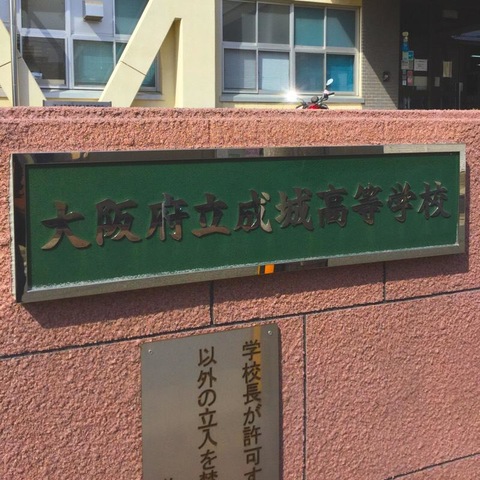 大阪府立成城高等学校
学校長が許可す
以外の立入を禁